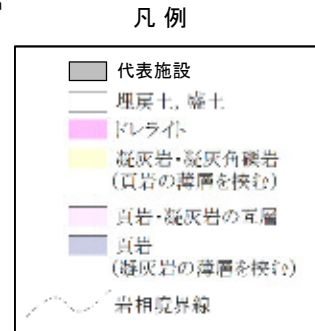 凡 例
代表施設
埋戻土，盛土
ドレライト
凝灰岩・凝灰角礫岩
(頁岩の薄層を挟む)
頁岩・凝灰岩の互層
頁岩
(凝灰岩の薄層を挟む)
岩相境界線